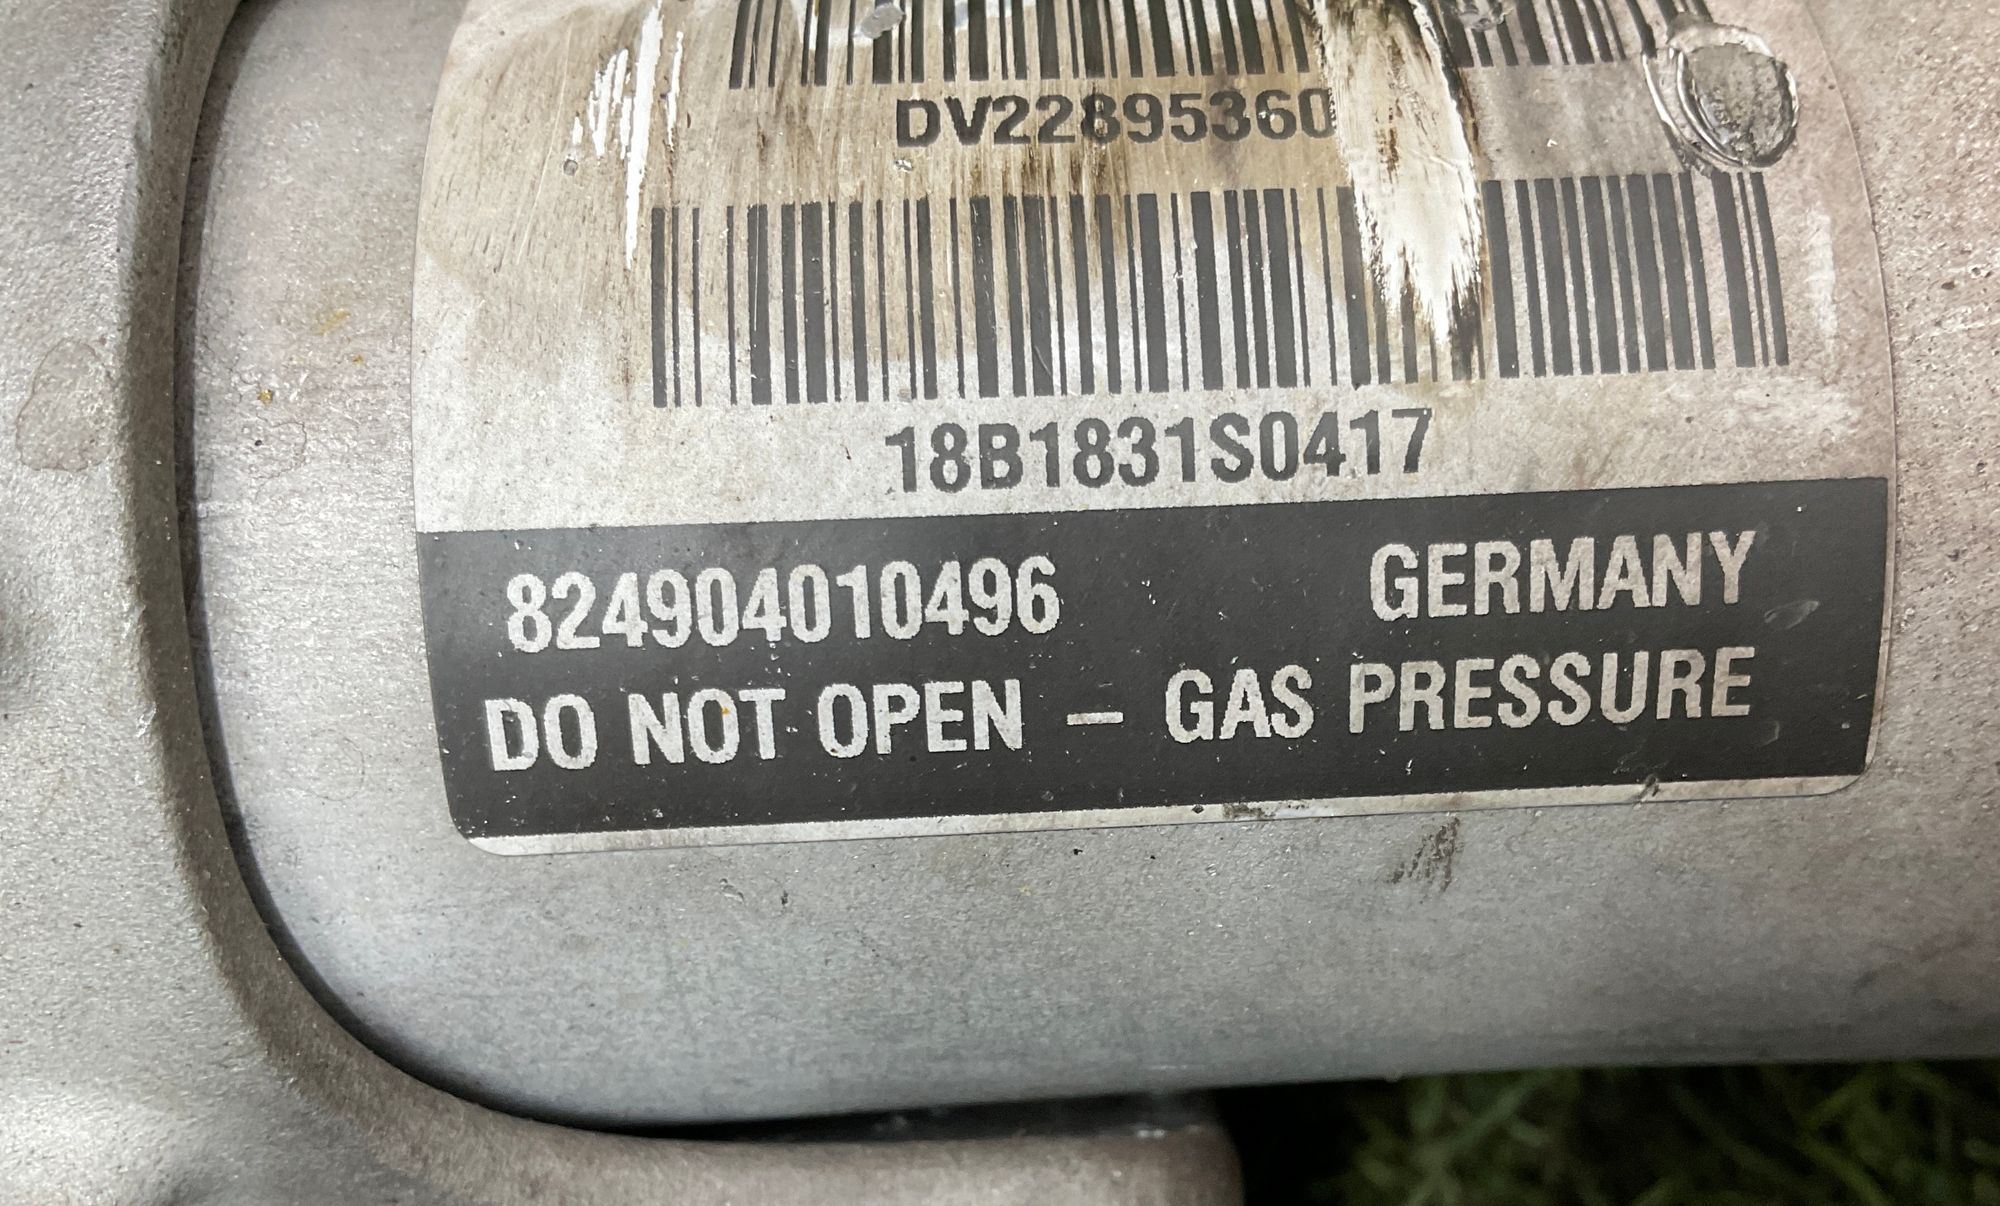 DV22895360
18B1831S0417
824904010496 GERMANY
DO NOT OPEN – GAS PRESSURE